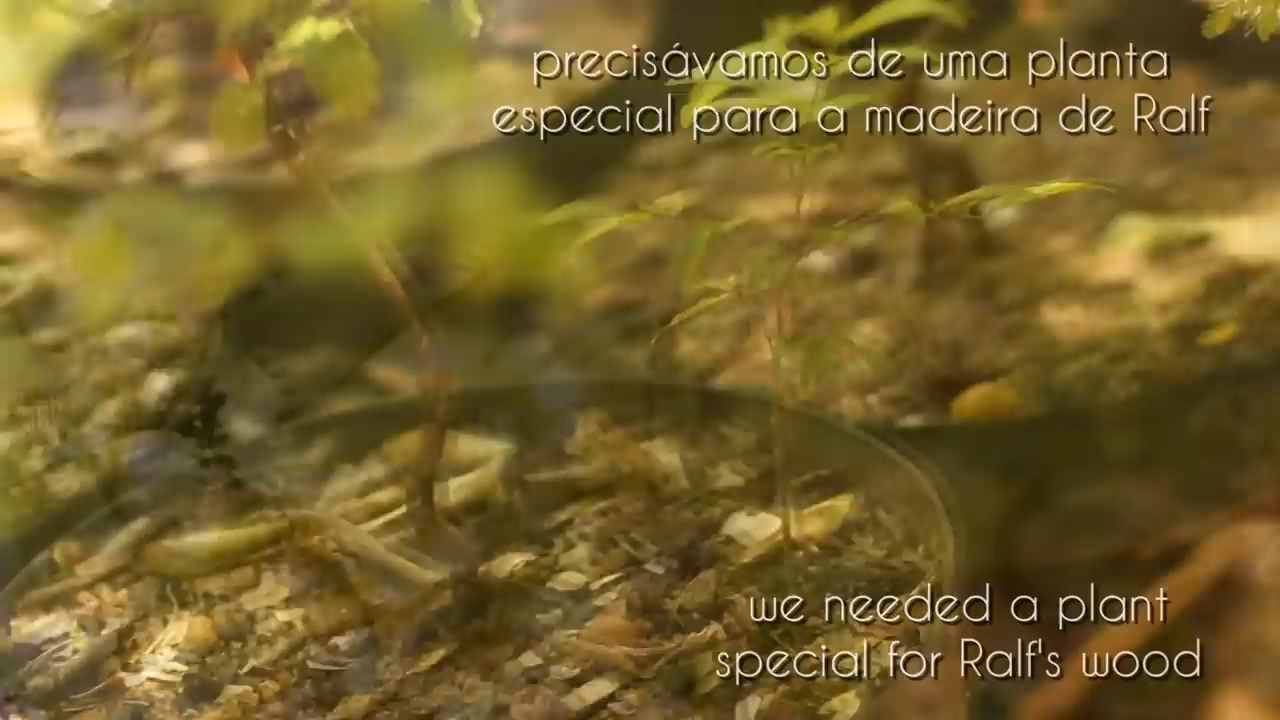 precisávamos de uma planta
especial para a madeira de Ralf
we needed a plant
special for Ralf's wood